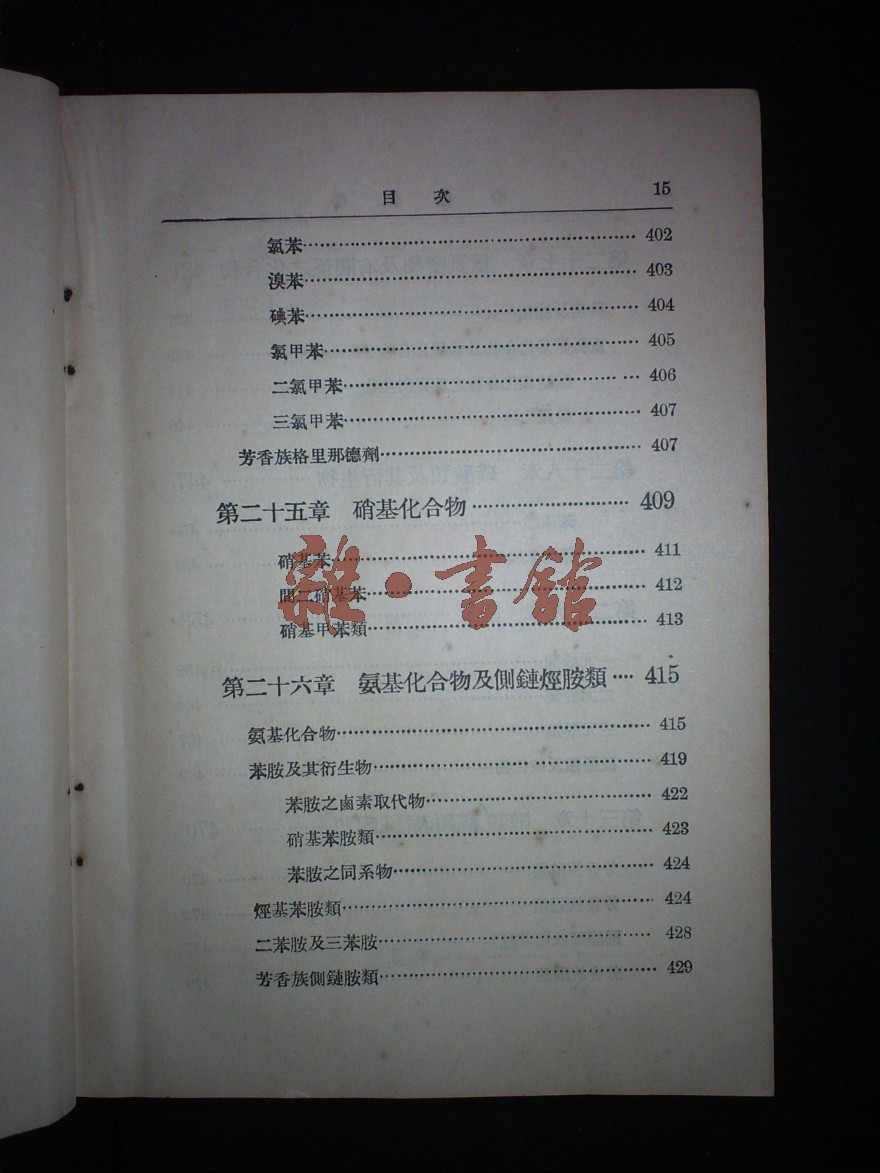 目 次 15
氯苯 402
溴苯 403
碘苯 404
氯甲苯 405
二氯甲苯 406
三氯甲苯 407
芳香族格里那德劑 407
第二十五章 硝基化合物 409
硝基苯 411
間二硝基苯 412
硝基甲苯類 413
雜•書舘
第二十六章 氨基化合物及側鏈烴胺類 415
氨基化合物 415
苯胺及其衍生物 419
苯胺之鹵素取代物 422
硝基苯胺類 423
苯胺之同系物 424
烴基苯胺類 424
二苯胺及三苯胺 428
芳香族側鏈胺類 429